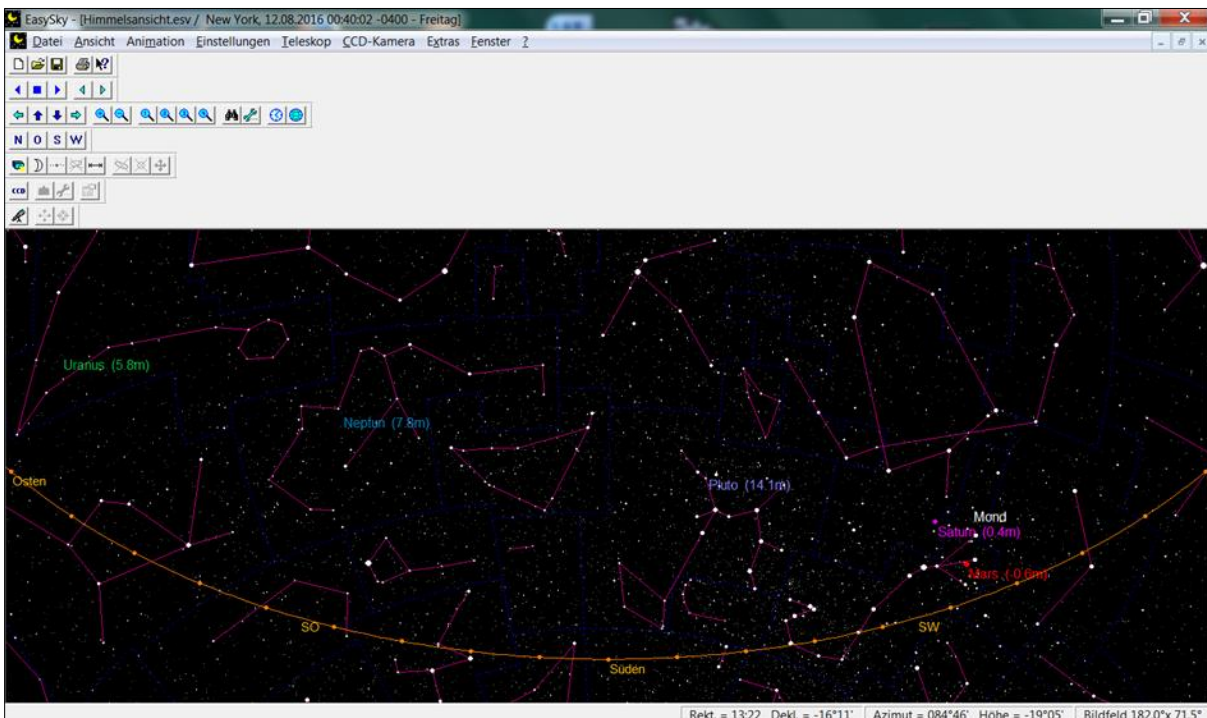 EasySky - [Himmelsansicht.esv / New York, 12.08.2016 00:40:02 -0400 - Freitag]
Datei Ansicht Animation Einstellungen Teleskop CCD-Kamera Extras Fenster ?
N O S W
CCD
Uranus (5.8m)
Neptun (7.8m)
Pluto (14.1m)
Osten
Mond
Saturn (0.4m)
Mars (-0.6m)
SO
SW
Süden
Rekt. = 13:22 Dekl. = -16°11' Azimut = 084°46' Höhe = -19°05' Bildfeld 182.0°x 71.5°